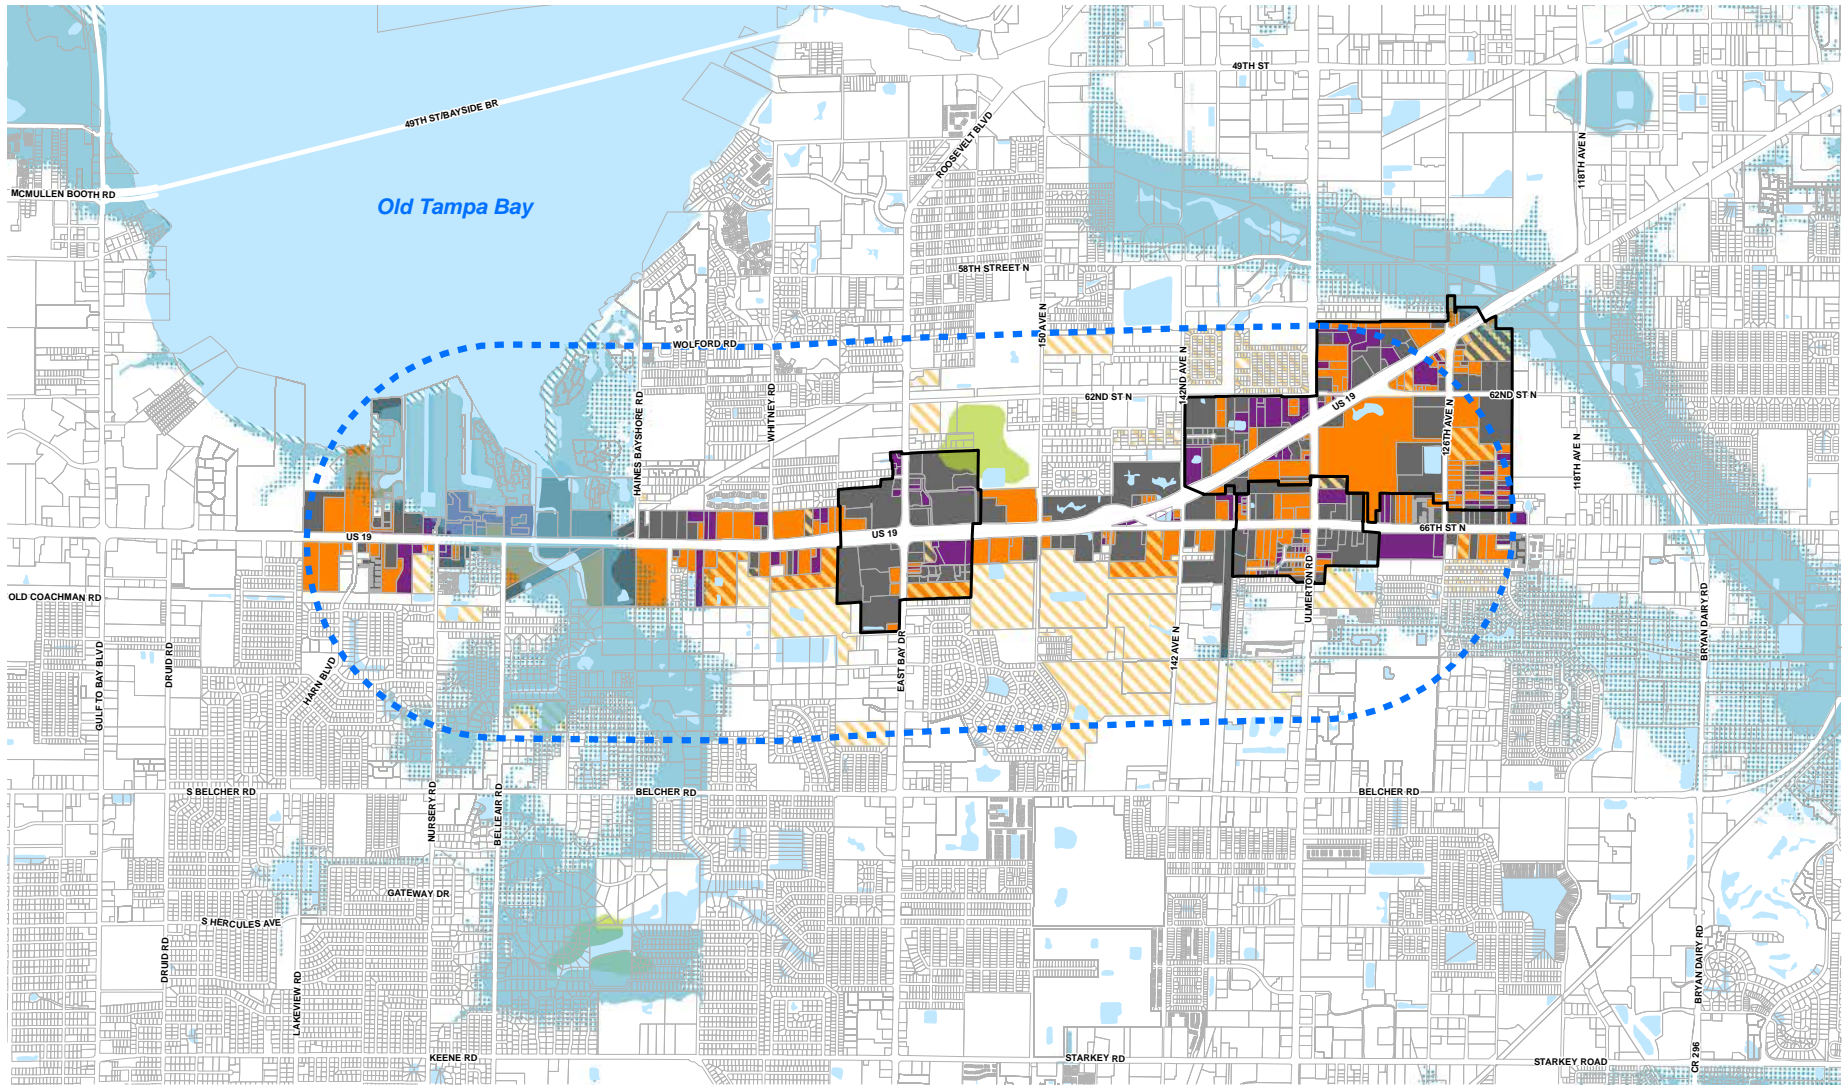 49TH ST
49TH ST/BAYSIDE BR
ROOSEVELT BLVD
118TH AVE N
MCMULLEN BOOTH RD
Old Tampa Bay
58TH STREET N
150 AVE N
WOLFORD RD
142ND AVE N
62ND ST N
62ND ST N
US 19
WHITNEY RD
HAINES BAYSHORE RD
126TH AVE N
118TH AVE N
US 19
US 19
66TH ST N
OLD COACHMAN RD
ULMERTON RD
BRYAN DAIRY RD
GULF TO BAY BLVD
DRUID RD
HARN BLVD
EAST BAY DR
142 AVE N
S BELCHER RD
BELCHER RD
BELCHER RD
NURSERY RD
BELLEAIR RD
GATEWAY DR
S HERCULES AVE
DRUID RD
LAKEVIEW RD
BRYAN DAIRY RD
KEENE RD
STARKEY RD
STARKEY ROAD
CR 296